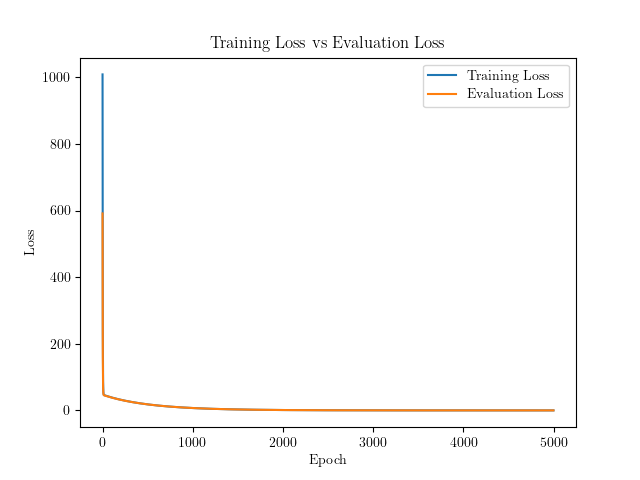 Training Loss vs Evaluation Loss
Training Loss
Evaluation Loss
1000
800
600
400
200
0
Loss
0 1000 2000 3000 4000 5000
Epoch